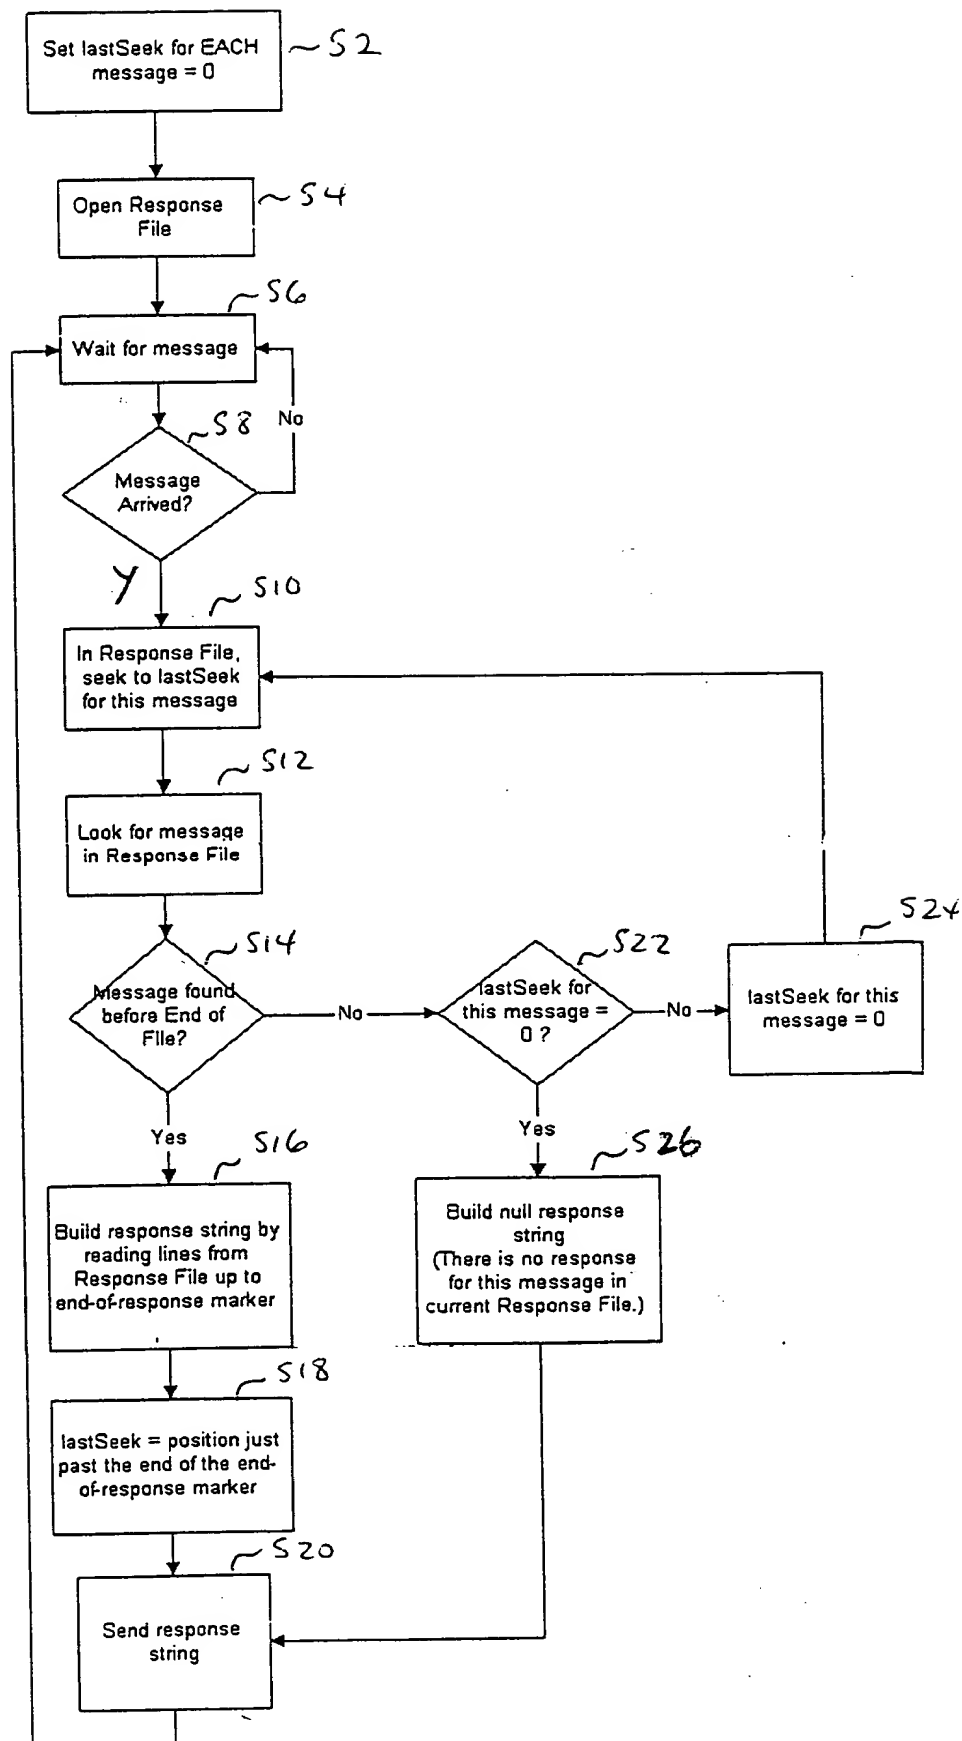 Set lastSeek for EACH
message = 0
S2
Open Response
File
S4
S6
Wait for message
No
S8
Message
Arrived?
Y
S10
In Response File,
seek to lastSeek
for this message
S12
Look for message
in Response File
S14
Message found
before End of
File?
No
S22
lastSeek for
this message =
0 ?
No
S24
lastSeek for this
message = 0
Yes
S16
Build response string by
reading lines from
Response File up to
end-of-response marker
Yes
S26
Build null response
string
(There is no response
for this message in
current Response File.)
S18
lastSeek = position just
past the end of the end-
of-response marker
S20
Send response
string